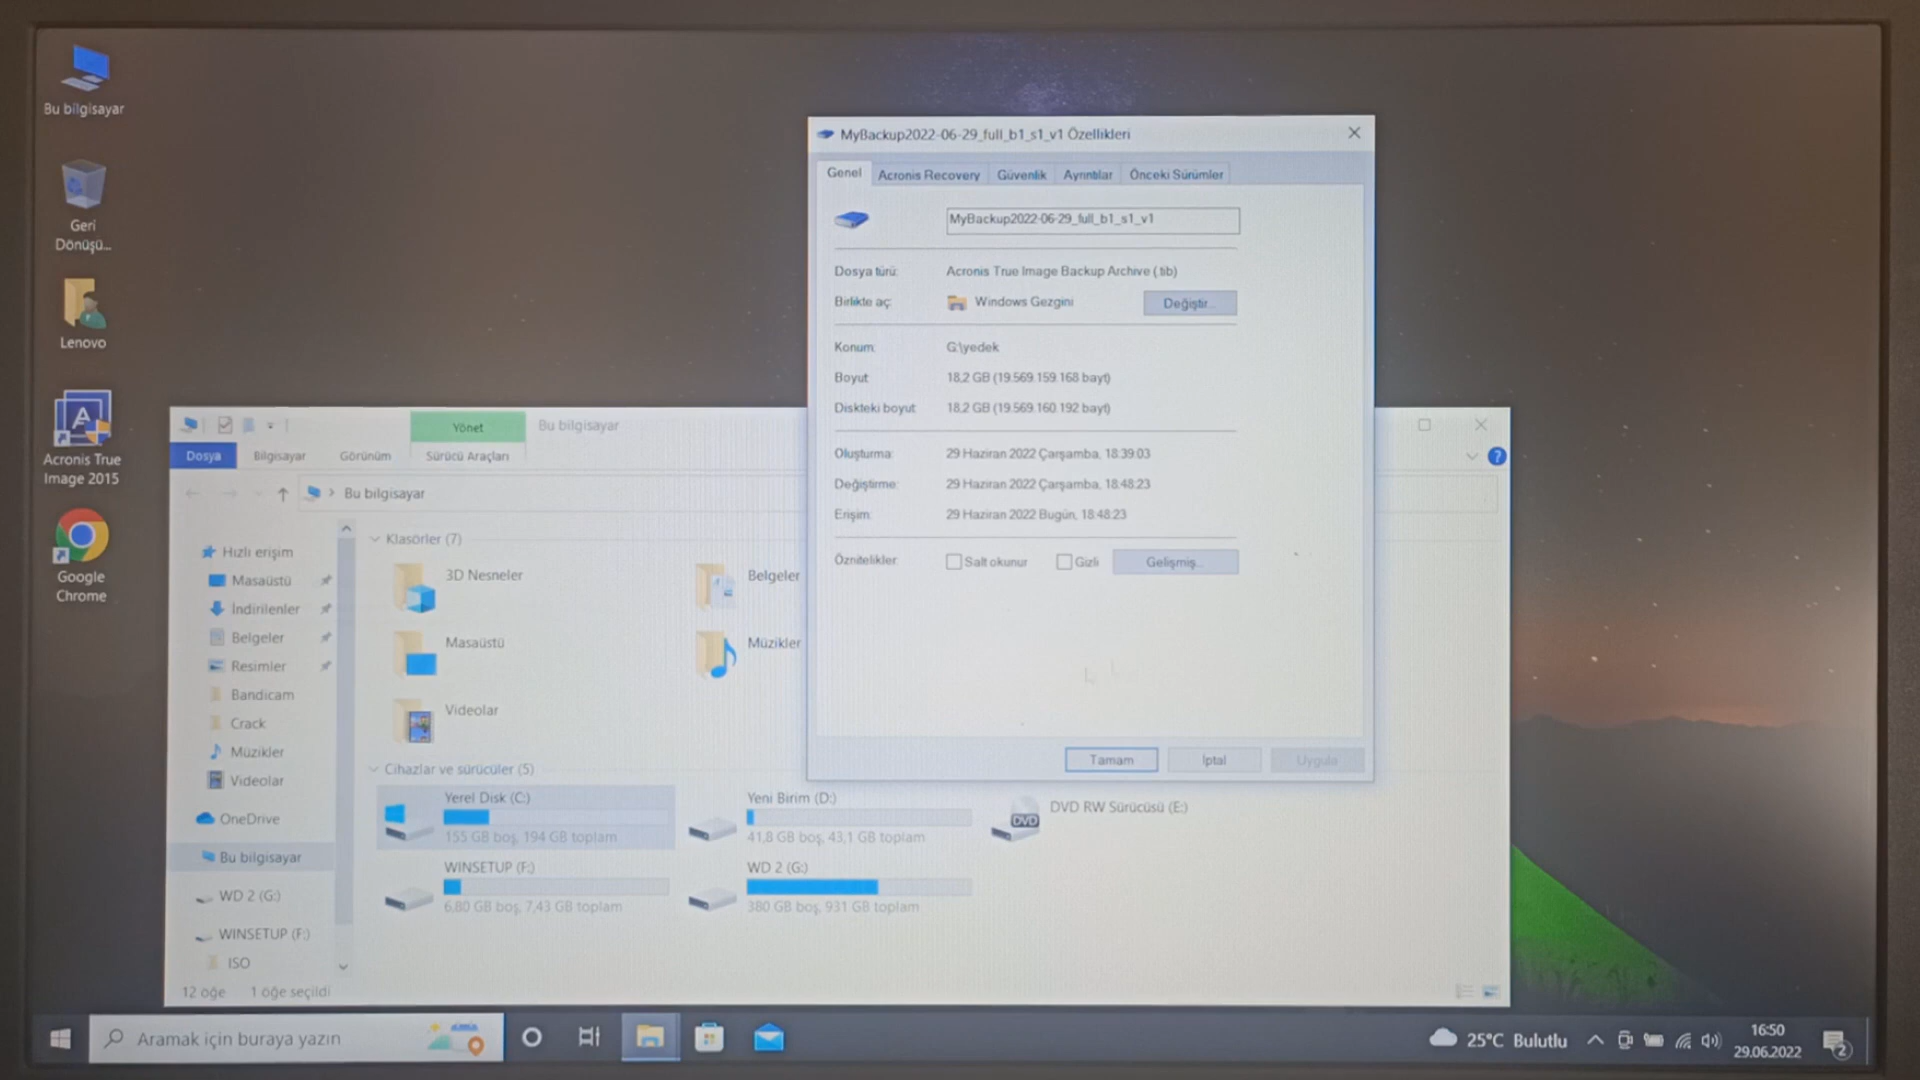 Bu bilgisayar
Geri
Dönüşü...
Lenovo
Acronis True
Image 2015
Google
Chrome
MyBackup2022-06-29_full_b1_s1_v1 Özellikleri
Genel
Acronis Recovery
Güvenlik
Ayrıntılar
Önceki Sürümler
MyBackup2022-06-29_full_b1_s1_v1
Dosya türü:
Acronis True Image Backup Archive (.tib)
Birlikte aç:
Windows Gezgini
Değiştir...
Konum:
G:\yedek
Boyut:
18,2 GB (19.569.159.168 bayt)
Diskteki boyut:
18,2 GB (19.569.160.192 bayt)
Oluşturma:
29 Haziran 2022 Çarşamba, 18:39:03
Değiştirme:
29 Haziran 2022 Çarşamba, 18:48:23
Erişim:
29 Haziran 2022 Bugün, 18:48:23
Öznitelikler:
Salt okunur
Gizli
Gelişmiş...
Tamam
İptal
Uygula
Yönet
Bu bilgisayar
Dosya
Bilgisayar
Görünüm
Sürücü Araçları
Bu bilgisayar
Hızlı erişim
Masaüstü
İndirilenler
Belgeler
Resimler
Bandicam
Crack
Müzikler
Videolar
OneDrive
Bu bilgisayar
WD 2 (G:)
WINSETUP (F:)
ISO
Klasörler (7)
3D Nesneler
Belgeler
Masaüstü
Müzikler
Videolar
Cihazlar ve sürücüler (5)
Yerel Disk (C:)
155 GB boş, 194 GB toplam
Yeni Birim (D:)
41,8 GB boş, 43,1 GB toplam
DVD RW Sürücüsü (E:)
DVD
WINSETUP (F:)
6,80 GB boş, 7,43 GB toplam
WD 2 (G:)
380 GB boş, 931 GB toplam
12 öğe
1 öğe seçildi
Aramak için buraya yazın
25°C Bulutlu
16:50
29.06.2022
2